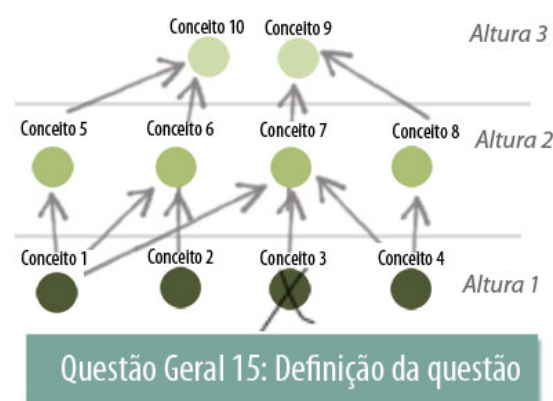 Conceito 10 Conceito 9 Altura 3
Conceito 5 Conceito 6 Conceito 7 Conceito 8 Altura 2
Conceito 1 Conceito 2 Conceito 3 Conceito 4
Altura 1
Questão Geral 15: Definição da questão